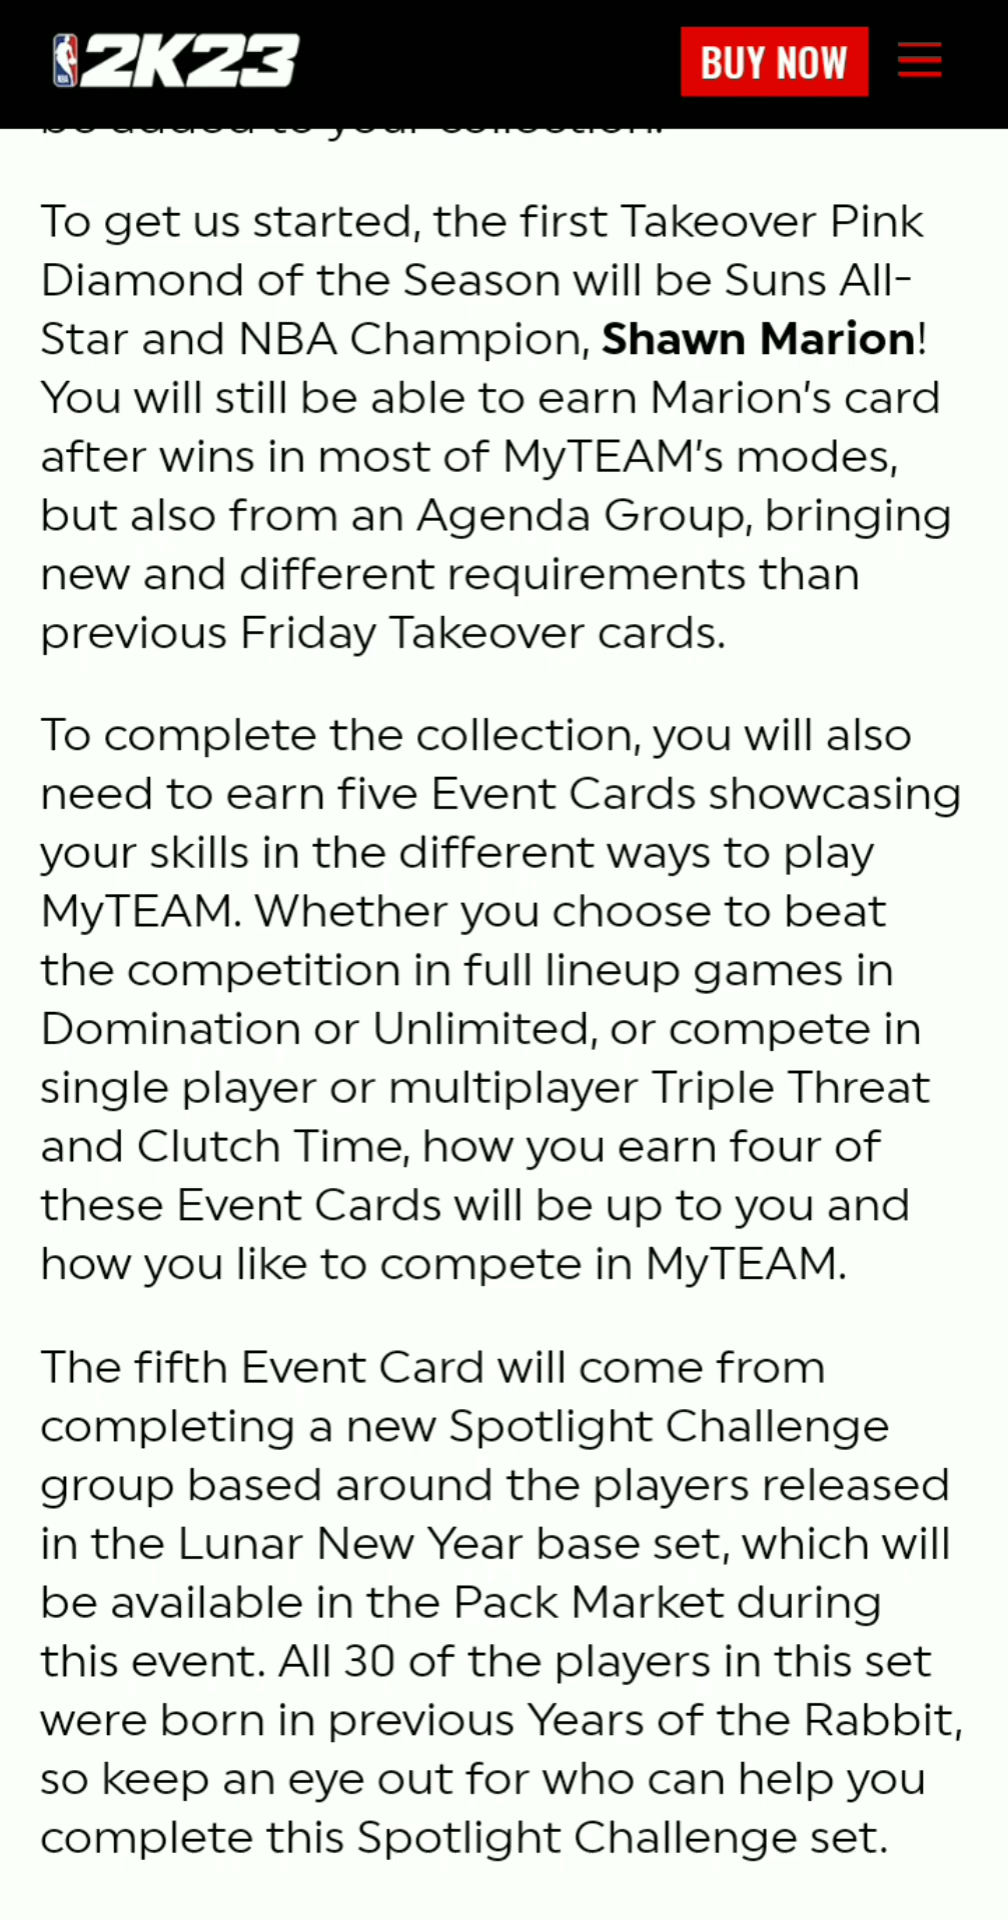 NBA 2K23
BUY NOW
be added to your collection.
To get us started, the first Takeover Pink
Diamond of the Season will be Suns All-
Star and NBA Champion, Shawn Marion!
You will still be able to earn Marion's card
after wins in most of MyTEAM's modes,
but also from an Agenda Group, bringing
new and different requirements than
previous Friday Takeover cards.
To complete the collection, you will also
need to earn five Event Cards showcasing
your skills in the different ways to play
MyTEAM. Whether you choose to beat
the competition in full lineup games in
Domination or Unlimited, or compete in
single player or multiplayer Triple Threat
and Clutch Time, how you earn four of
these Event Cards will be up to you and
how you like to compete in MyTEAM.
The fifth Event Card will come from
completing a new Spotlight Challenge
group based around the players released
in the Lunar New Year base set, which will
be available in the Pack Market during
this event. All 30 of the players in this set
were born in previous Years of the Rabbit,
so keep an eye out for who can help you
complete this Spotlight Challenge set.